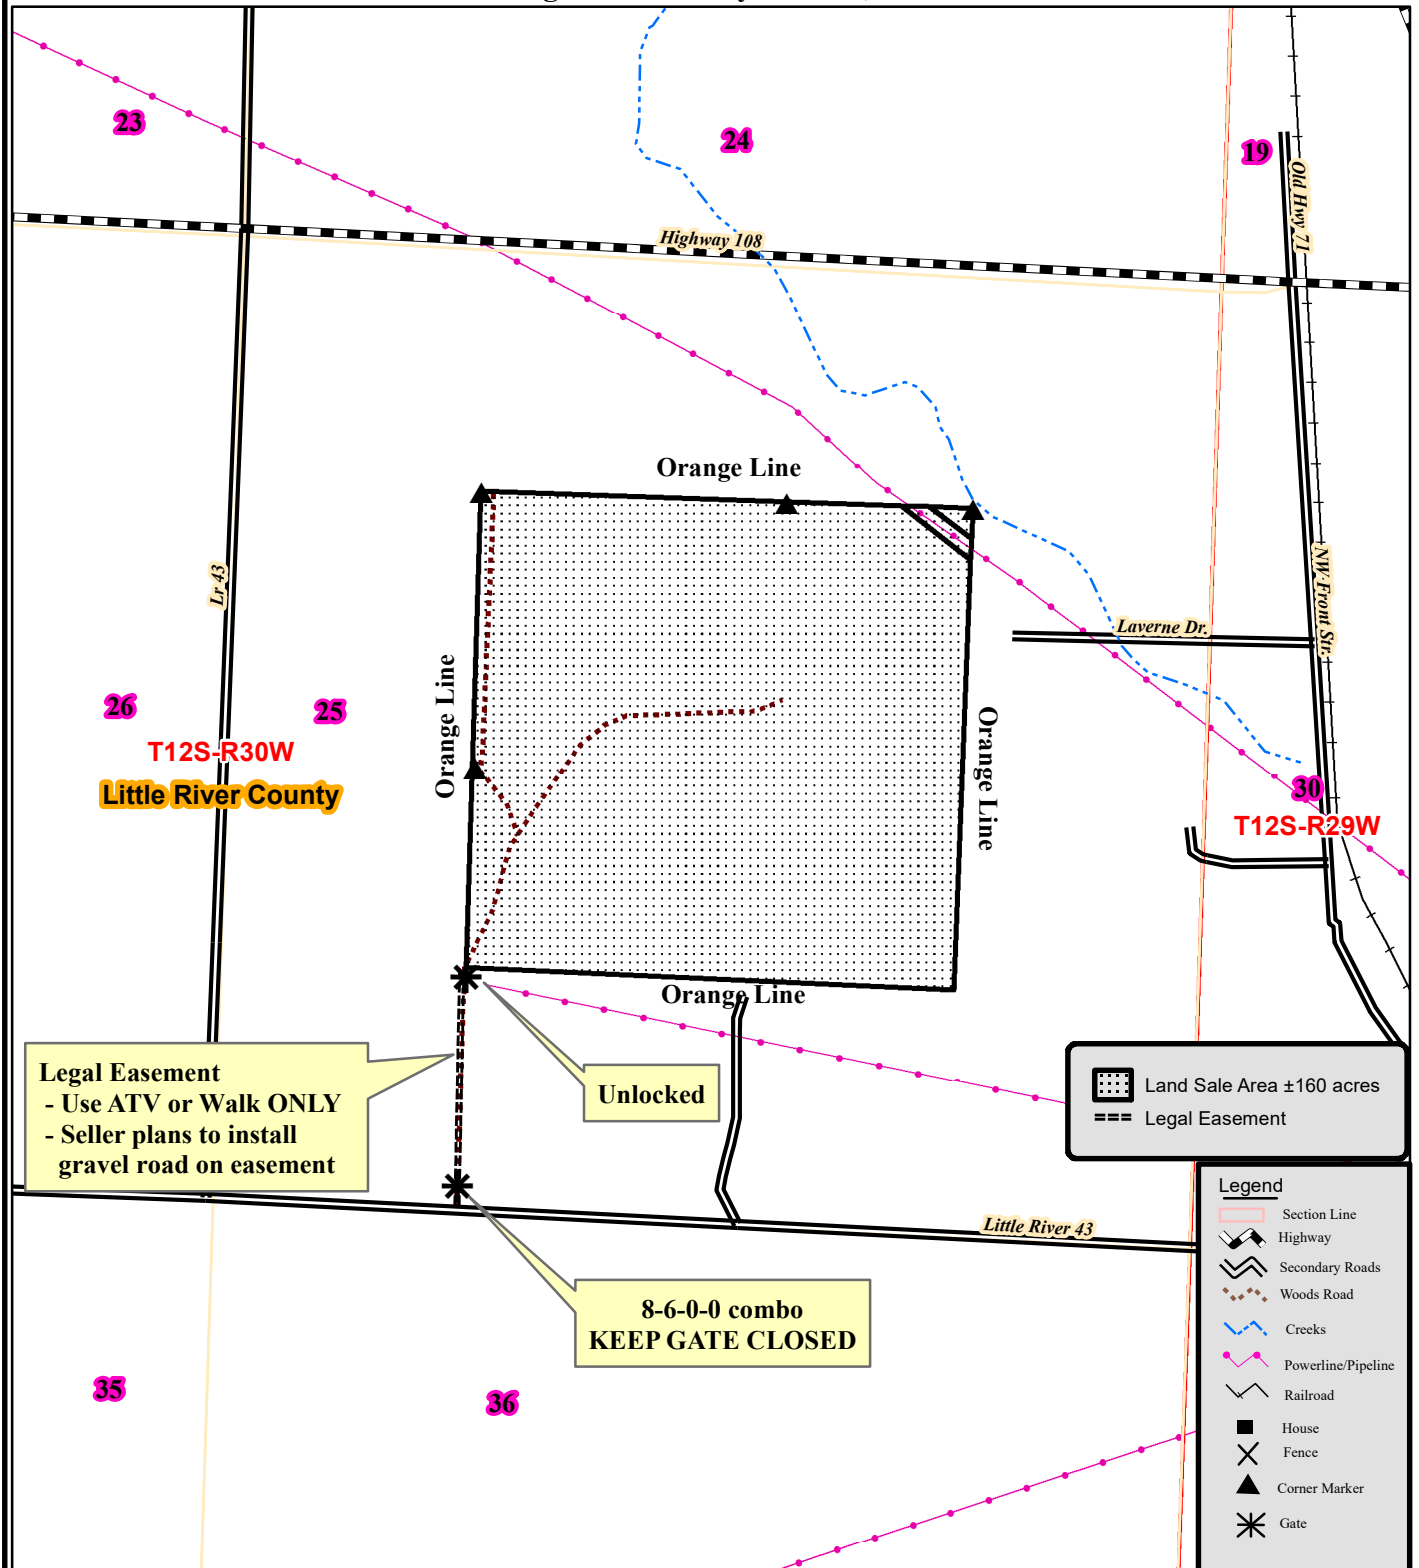 23
24
19
Old Hwy 71
Highway 108
Orange Line
Lr 43
NW Front Str.
Laverne Dr.
Orange Line
26
25
Orange Line
T12S-R30W
Little River County
30
T12S-R29W
Orange Line
Legal Easement
- Use ATV or Walk ONLY
- Seller plans to install
gravel road on easement
Unlocked
Land Sale Area ±160 acres
Legal Easement
Little River 43
8-6-0-0 combo
KEEP GATE CLOSED
35
36
Legend
Section Line
Highway
Secondary Roads
Woods Road
Creeks
Powerline/Pipeline
Railroad
House
Fence
Corner Marker
Gate